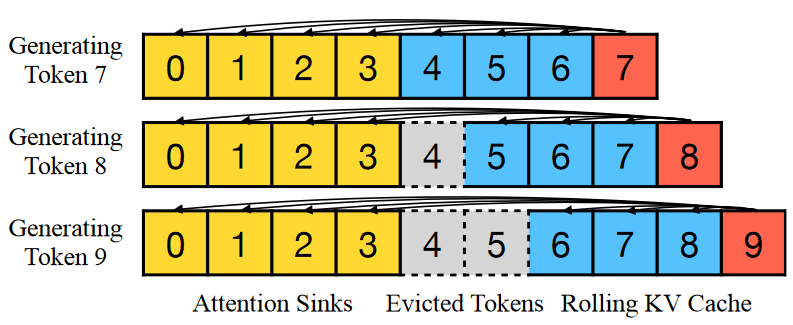 Generating
Token 7
0 1 2 3 4 5 6 7
Generating
Token 8
0 1 2 3 4 5 6 7 8
Generating
Token 9
0 1 2 3 4 5 6 7 8 9
Attention Sinks Evicted Tokens Rolling KV Cache